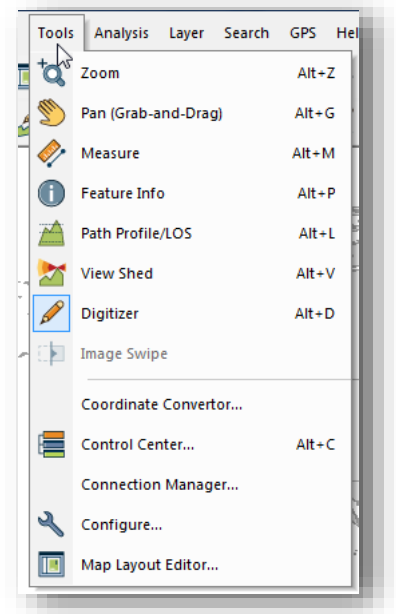 Tools Analysis Layer Search GPS Hel
Zoom Alt+Z
Pan (Grab-and-Drag) Alt+G
Measure Alt+M
Feature Info Alt+P
Path Profile/LOS Alt+L
View Shed Alt+V
Digitizer Alt+D
Image Swipe
Coordinate Convertor...
Control Center... Alt+C
Connection Manager...
Configure...
Map Layout Editor...